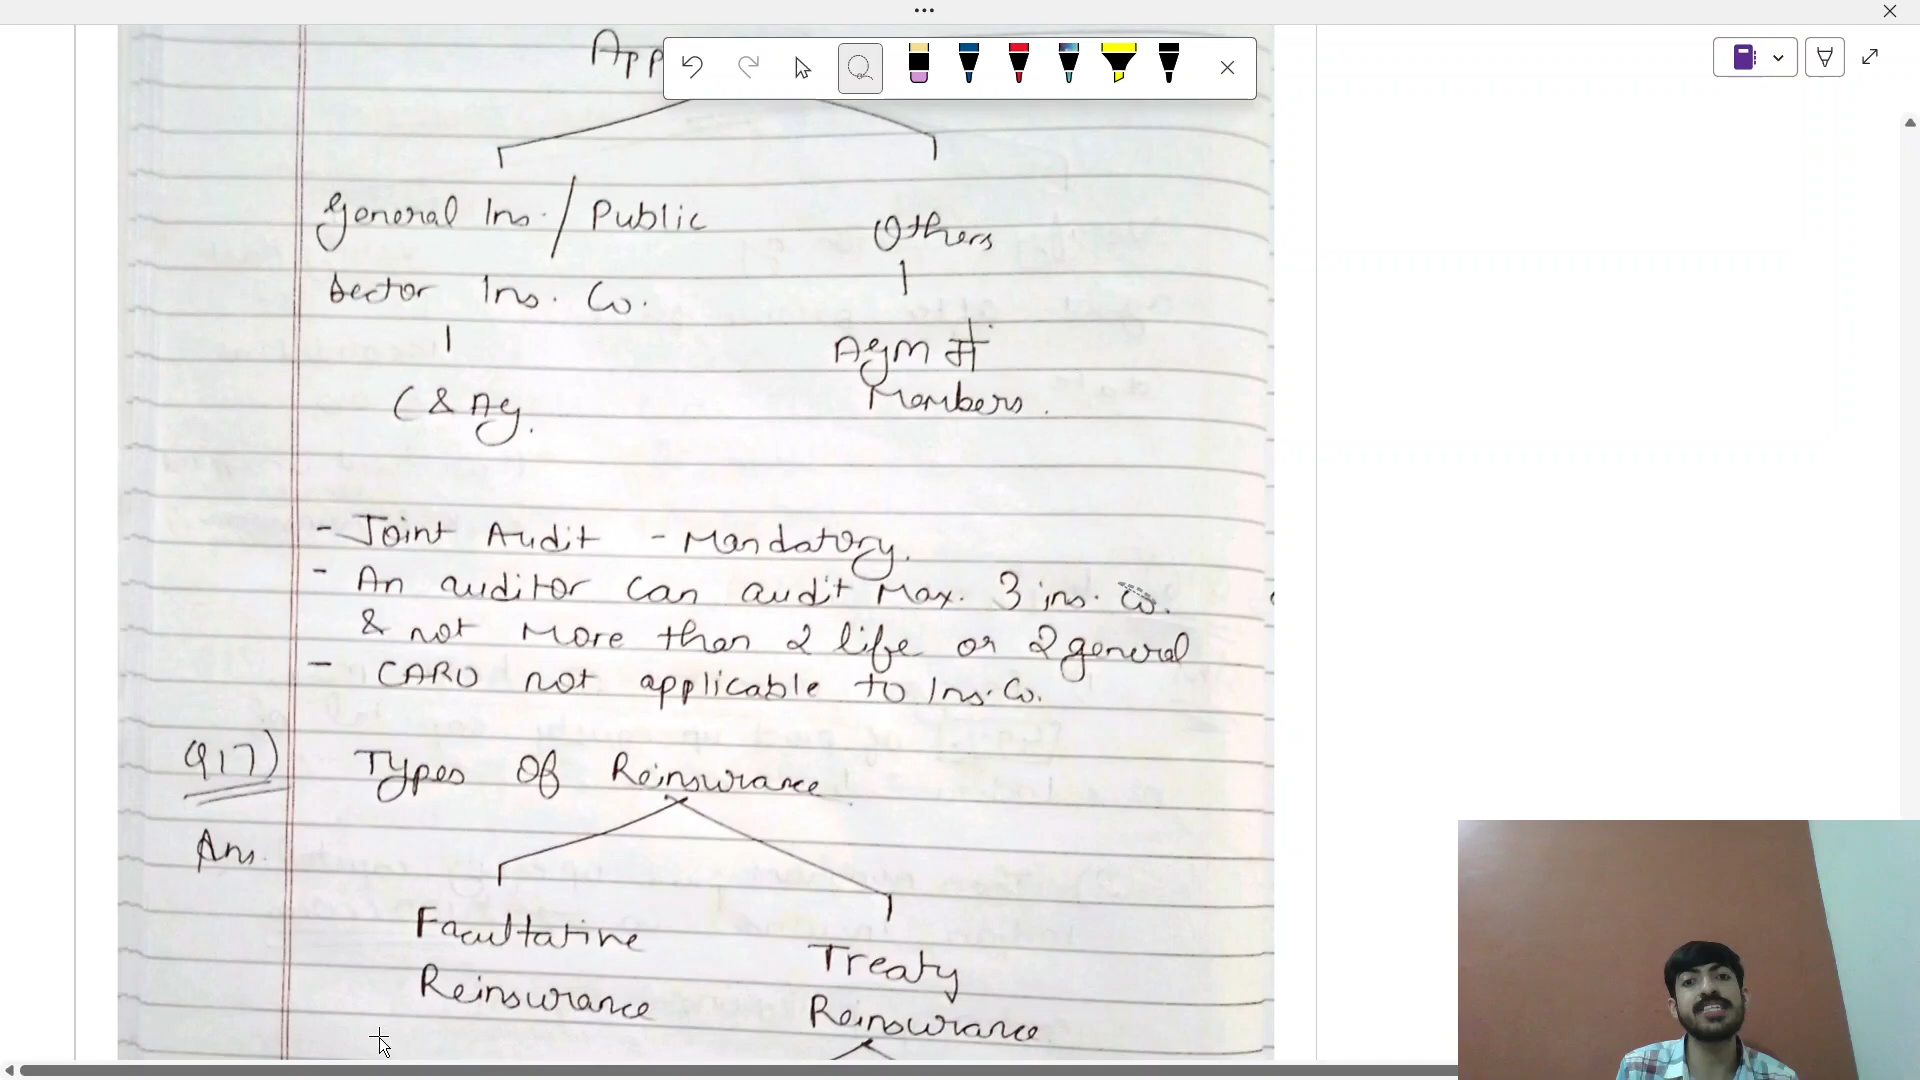 App
General Ins. / Public
Sector Ins. Co.
C & Ag.
Others
Agm #
Members.
- Joint Audit - Mandatory.
- An auditor can audit Max. 3 ins. Co.
& not More than 2 life or 2 general
- CARO not applicable to Ins. Co.
Q17) Types Of Reinsurance
Ans.
Facultative
Reinsurance
Treaty
Reinsurance